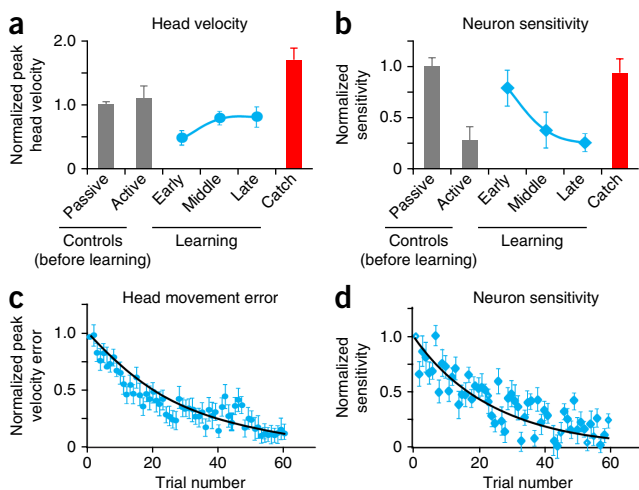 a
Head velocity
Normalized peak
head velocity
2.0
1.0
0
Passive
Active
Early
Middle
Late
Catch
Controls
(before learning)
Learning
b
Neuron sensitivity
Normalized
sensitivity
1.0
0.5
0
Passive
Active
Early
Middle
Late
Catch
Controls
(before learning)
Learning
c
Head movement error
Normalized peak
velocity error
1.0
0.5
0
0
20
40
60
Trial number
d
Neuron sensitivity
Normalized
sensitivity
1.0
0.5
0
0
20
40
60
Trial number